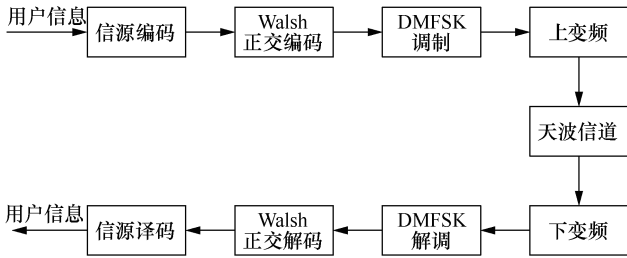 用户信息
信源编码
Walsh
正交编码
DMFSK
调制
上变频
天波信道
用户信息
信源译码
Walsh
正交解码
DMFSK
解调
下变频